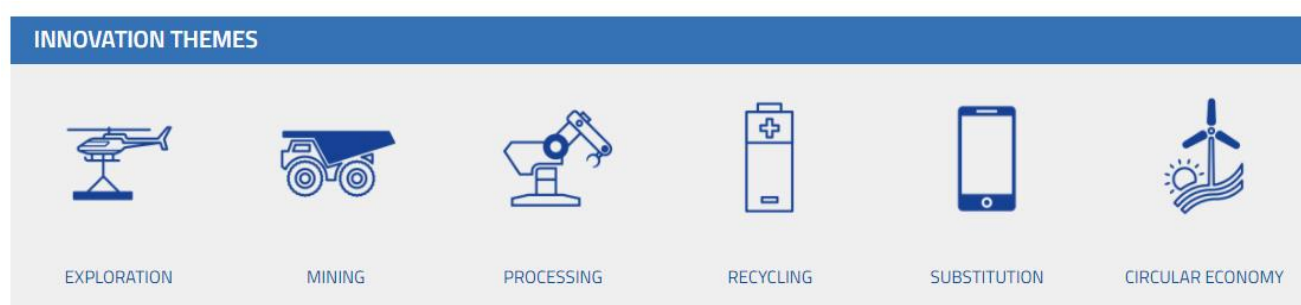 INNOVATION THEMES
EXPLORATION MINING PROCESSING RECYCLING SUBSTITUTION CIRCULAR ECONOMY